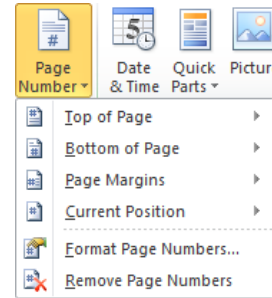 Page Number
Date & Time
Quick Parts
Pictur
Top of Page
Bottom of Page
Page Margins
Current Position
Format Page Numbers...
Remove Page Numbers